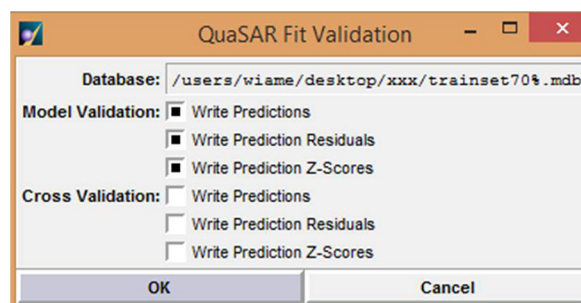 QuaSAR Fit Validation
Database: /users/wiame/desktop/xxx/trainset70%.mdb
Model Validation: Write Predictions
Write Prediction Residuals
Write Prediction Z-Scores
Cross Validation: Write Predictions
Write Prediction Residuals
Write Prediction Z-Scores
OK Cancel